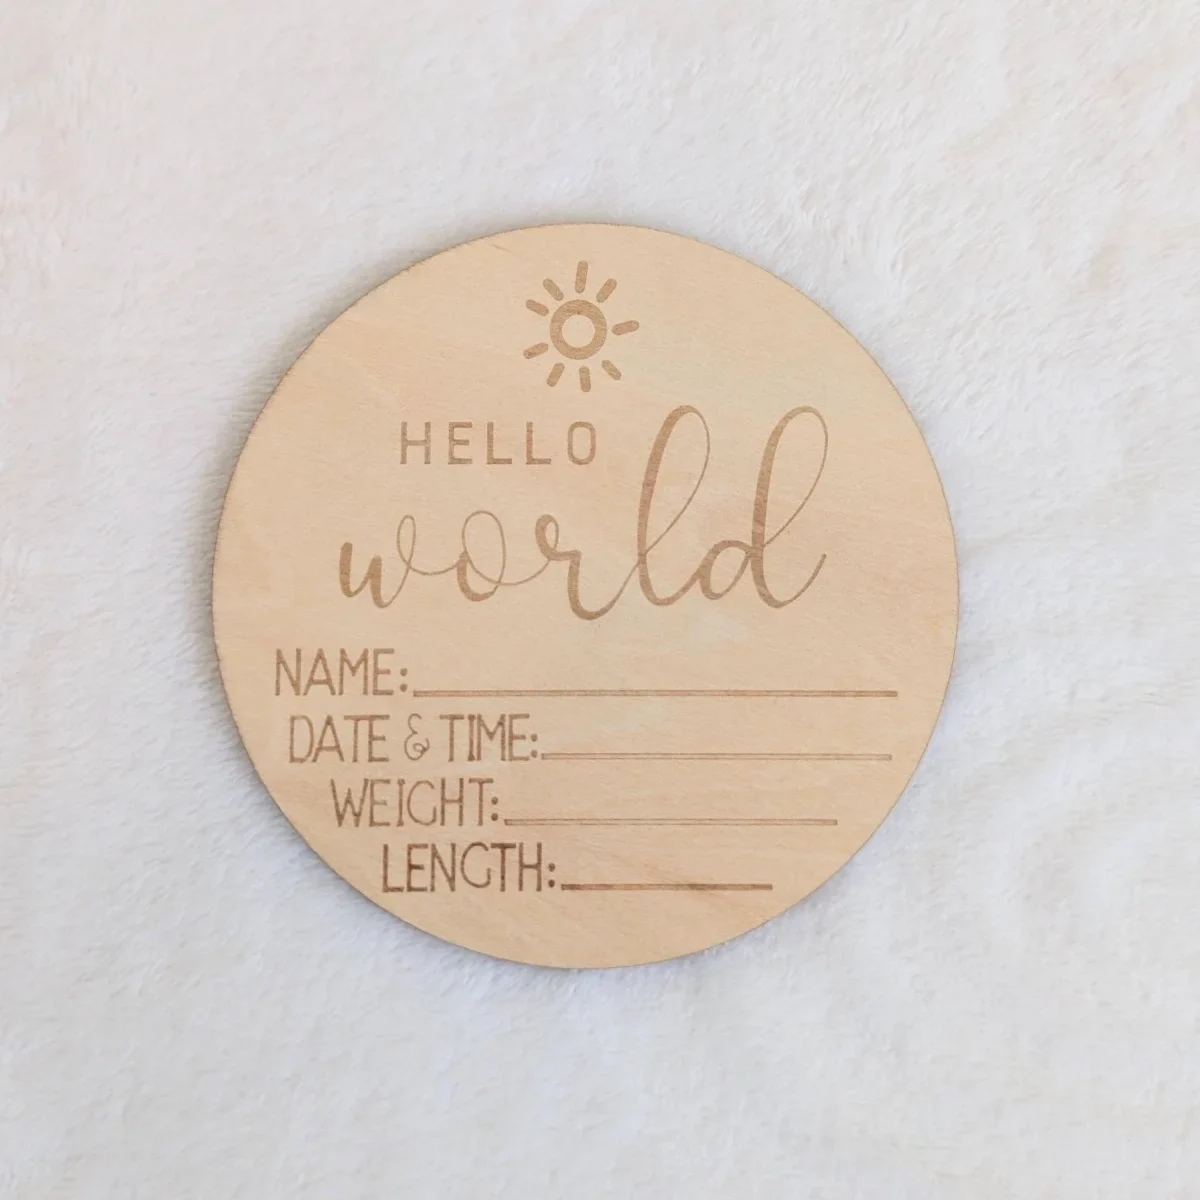 HELLO
world
NAME:
DATE & TIME:
WEIGHT:
LENGTH: